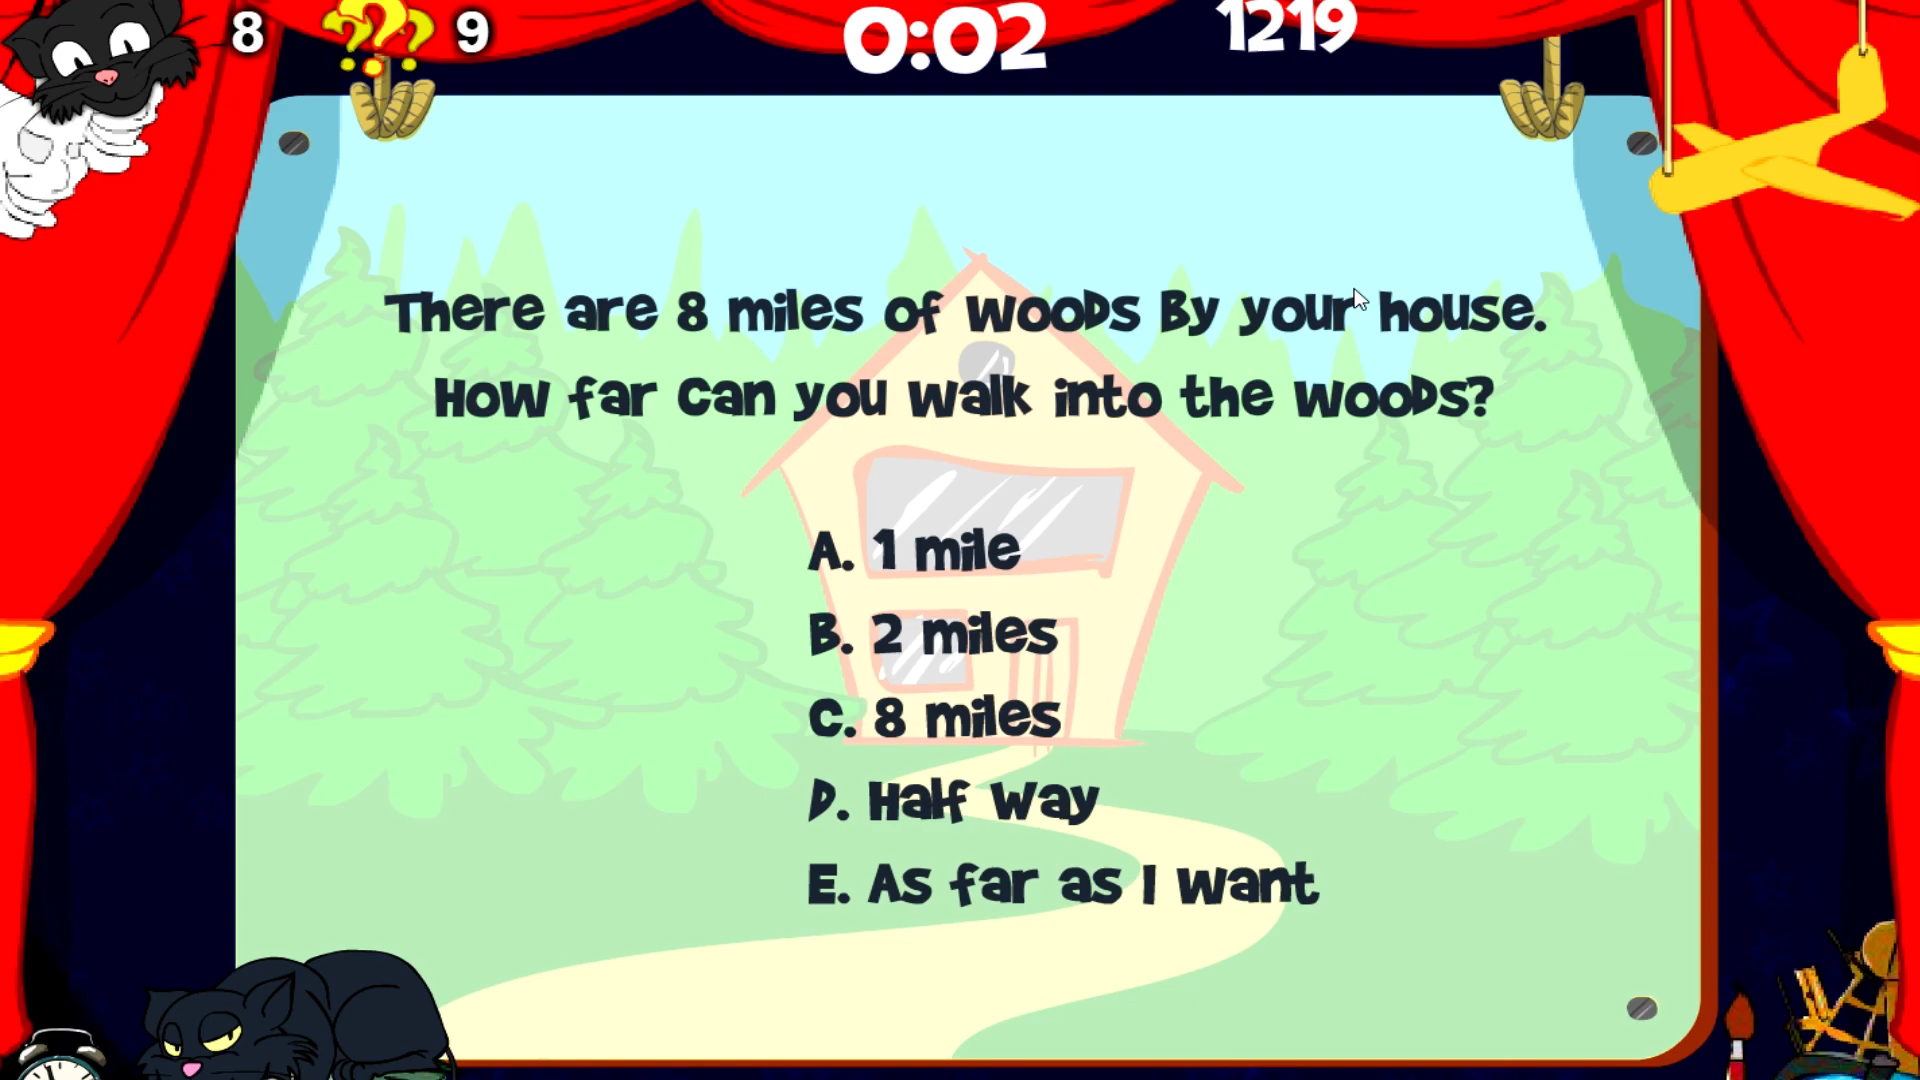 8 ??? 9 0:02 1219
There are 8 miles of woods By your house.
How far can you walk into the woods?
A. 1 mile
B. 2 miles
C. 8 miles
D. Half way
E. As far as I want